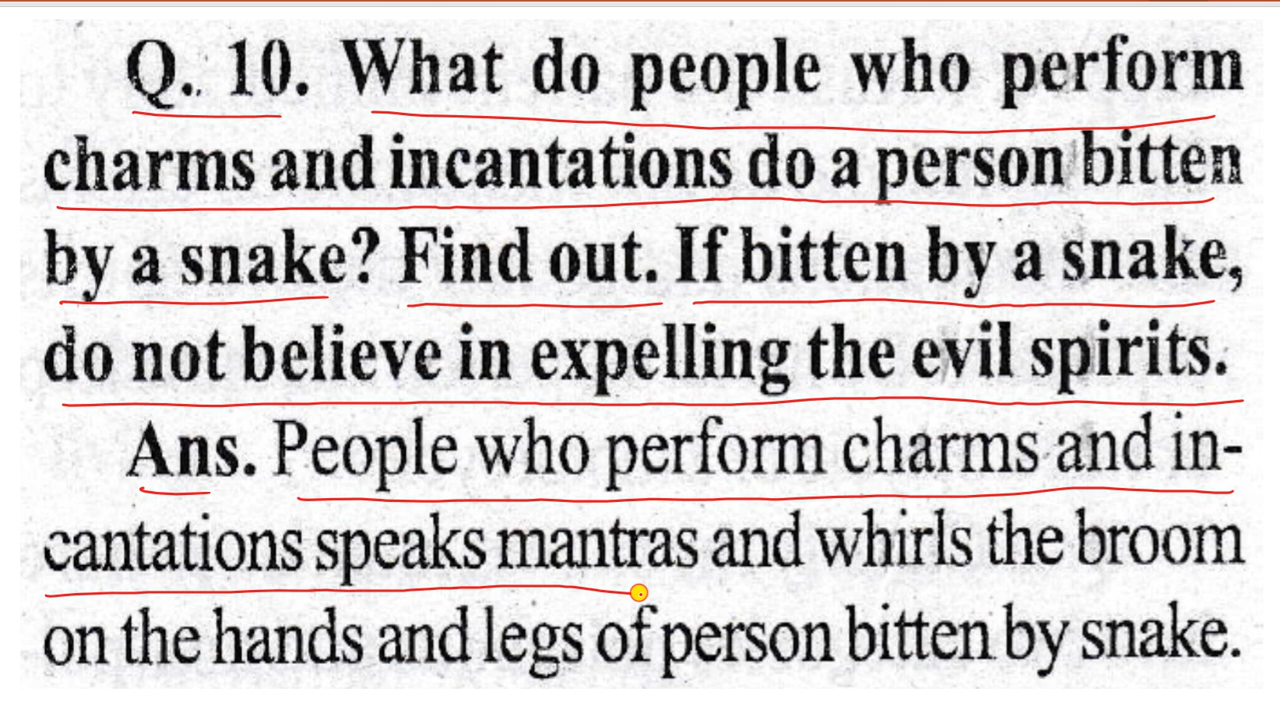 Q. 10. What do people who perform
charms and incantations do a person bitten
by a snake? Find out. If bitten by a snake,
do not believe in expelling the evil spirits.
Ans. People who perform charms and in-
cantations speaks mantras and whirls the broom
on the hands and legs of person bitten by snake.